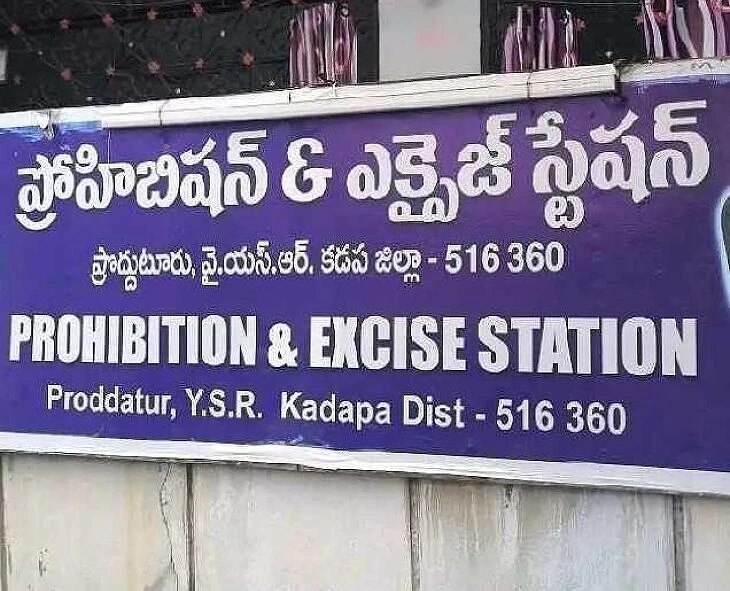 ప్రోహిబిషన్ & ఎక్సైజ్ స్టేషన్
ప్రొద్దుటూరు, వై.యస్.ఆర్. కడప జిల్లా - 516 360
PROHIBITION & EXCISE STATION
Proddatur, Y.S.R. Kadapa Dist - 516 360